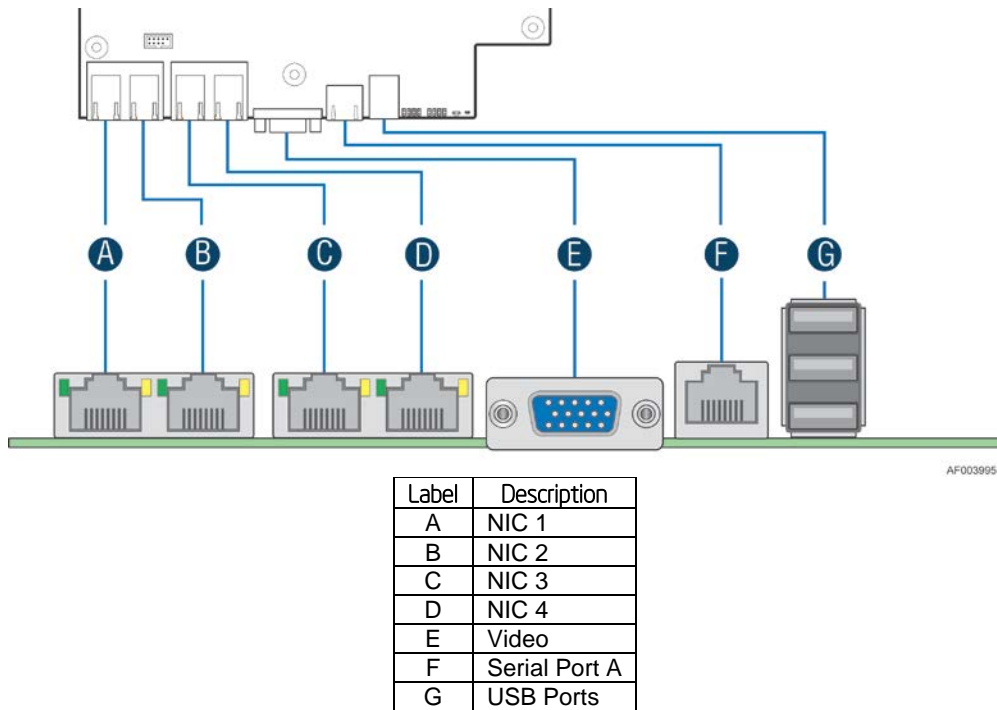 A B C D E F G
AF003995
Label Description
A NIC 1
B NIC 2
C NIC 3
D NIC 4
E Video
F Serial Port A
G USB Ports